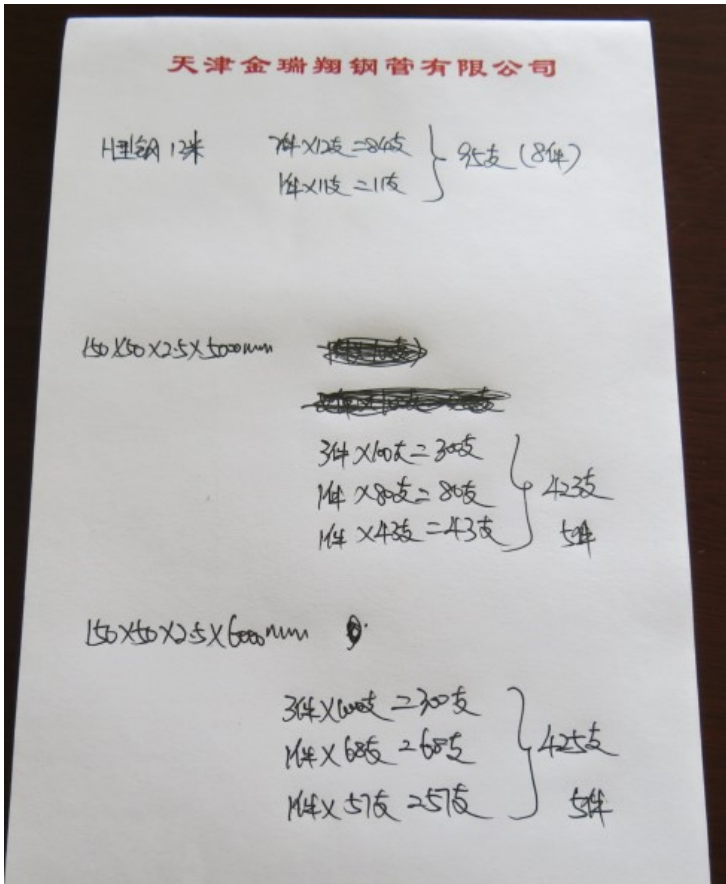 天津金瑞翔钢管有限公司
H型钢 12米 7件×12支=84支 } 95支 (8件)
1件×11支=11支
150×50×2.5×5000mm
3件×100支=300支
1件×80支=80支 } 423支
1件×43支=43支 5件
150×50×2.5×6000mm
3件×100支=300支
1件×68支=68支 } 425支
1件×57支=57支 5件